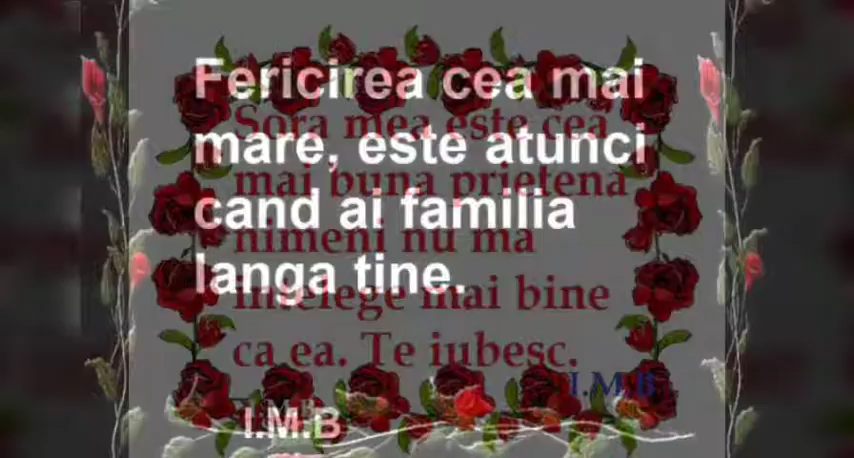 Fericirea cea mai
mare, este atunci
cand ai familia
langa tine.
I.M.B
Sora mea este cea
mai buna prietena
nimeni nu ma
intelege mai bine
ca ea. Te iubesc.
I.M.B